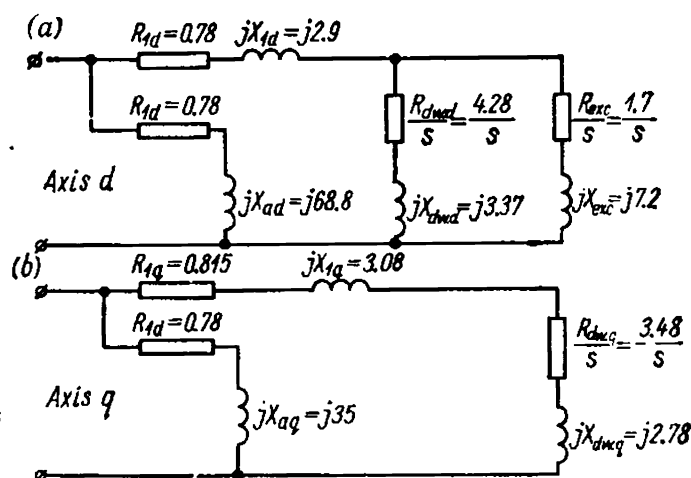 (a)
R1d=0.78
jX1d=j2.9
R1d=0.78
Rdwd/s=4.28/s
Rexc/s=1.7/s
Axis d
jXad=j68.8
jXdwd=j3.37
jXexc=j7.2
(b)
R1q=0.815
jX1q=3.08
R1d=0.78
Rdwq/s=3.48/s
Axis q
jXaq=j35
jXdwq=j2.78